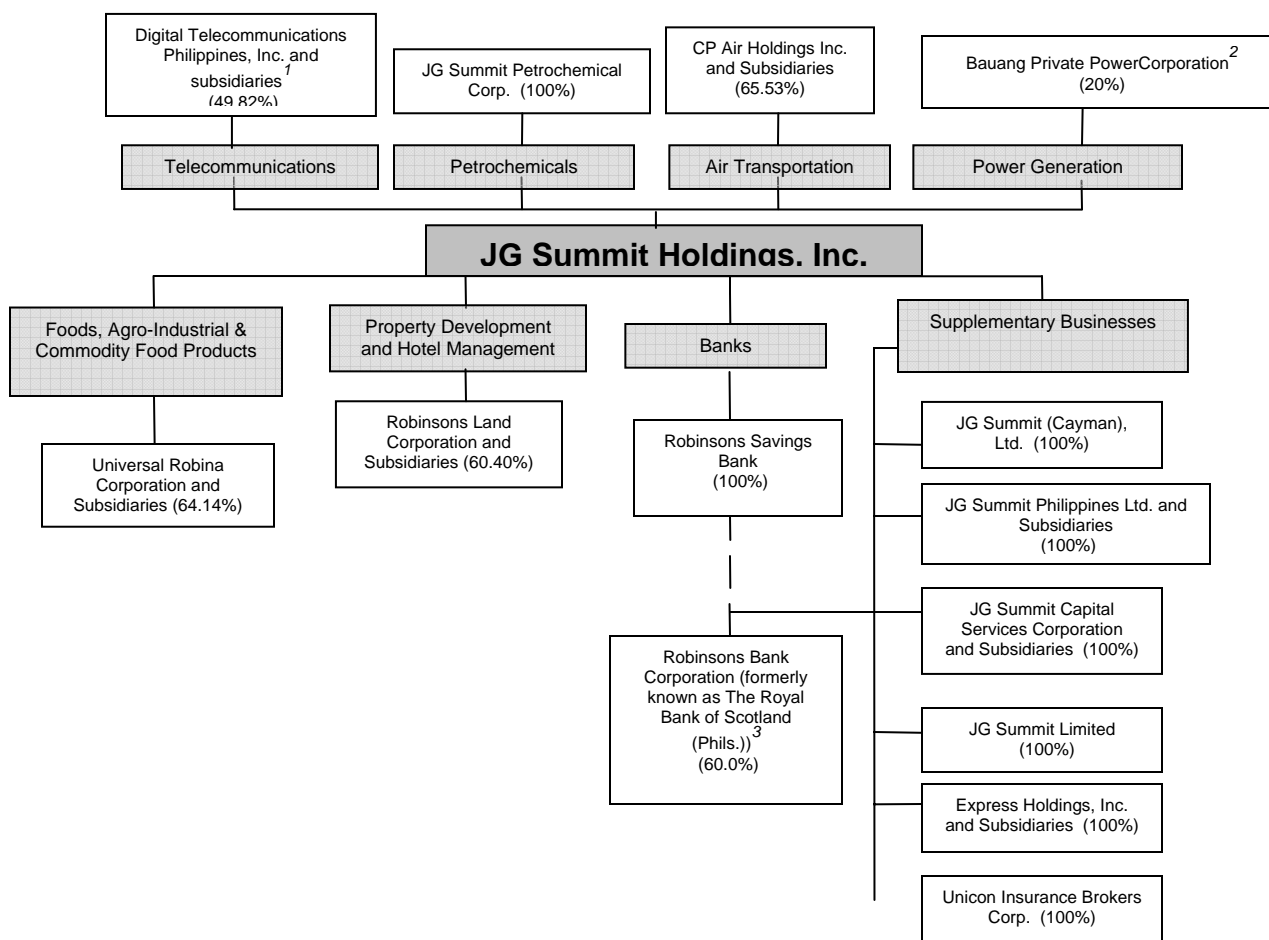 Digital Telecommunications
Philippines, Inc. and
subsidiaries1
(49.82%)
JG Summit Petrochemical
Corp. (100%)
CP Air Holdings Inc.
and Subsidiaries
(65.53%)
Bauang Private PowerCorporation2
(20%)
Telecommunications
Petrochemicals
Air Transportation
Power Generation
JG Summit Holdings, Inc.
Foods, Agro-Industrial &
Commodity Food Products
Property Development
and Hotel Management
Banks
Supplementary Businesses
Universal Robina
Corporation and
Subsidiaries (64.14%)
Robinsons Land
Corporation and
Subsidiaries (60.40%)
Robinsons Savings
Bank
(100%)
Robinsons Bank
Corporation (formerly
known as The Royal
Bank of Scotland
(Phils.))3
(60.0%)
JG Summit (Cayman),
Ltd. (100%)
JG Summit Philippines Ltd. and
Subsidiaries
(100%)
JG Summit Capital
Services Corporation
and Subsidiaries (100%)
JG Summit Limited
(100%)
Express Holdings, Inc.
and Subsidiaries (100%)
Unicon Insurance Brokers
Corp. (100%)